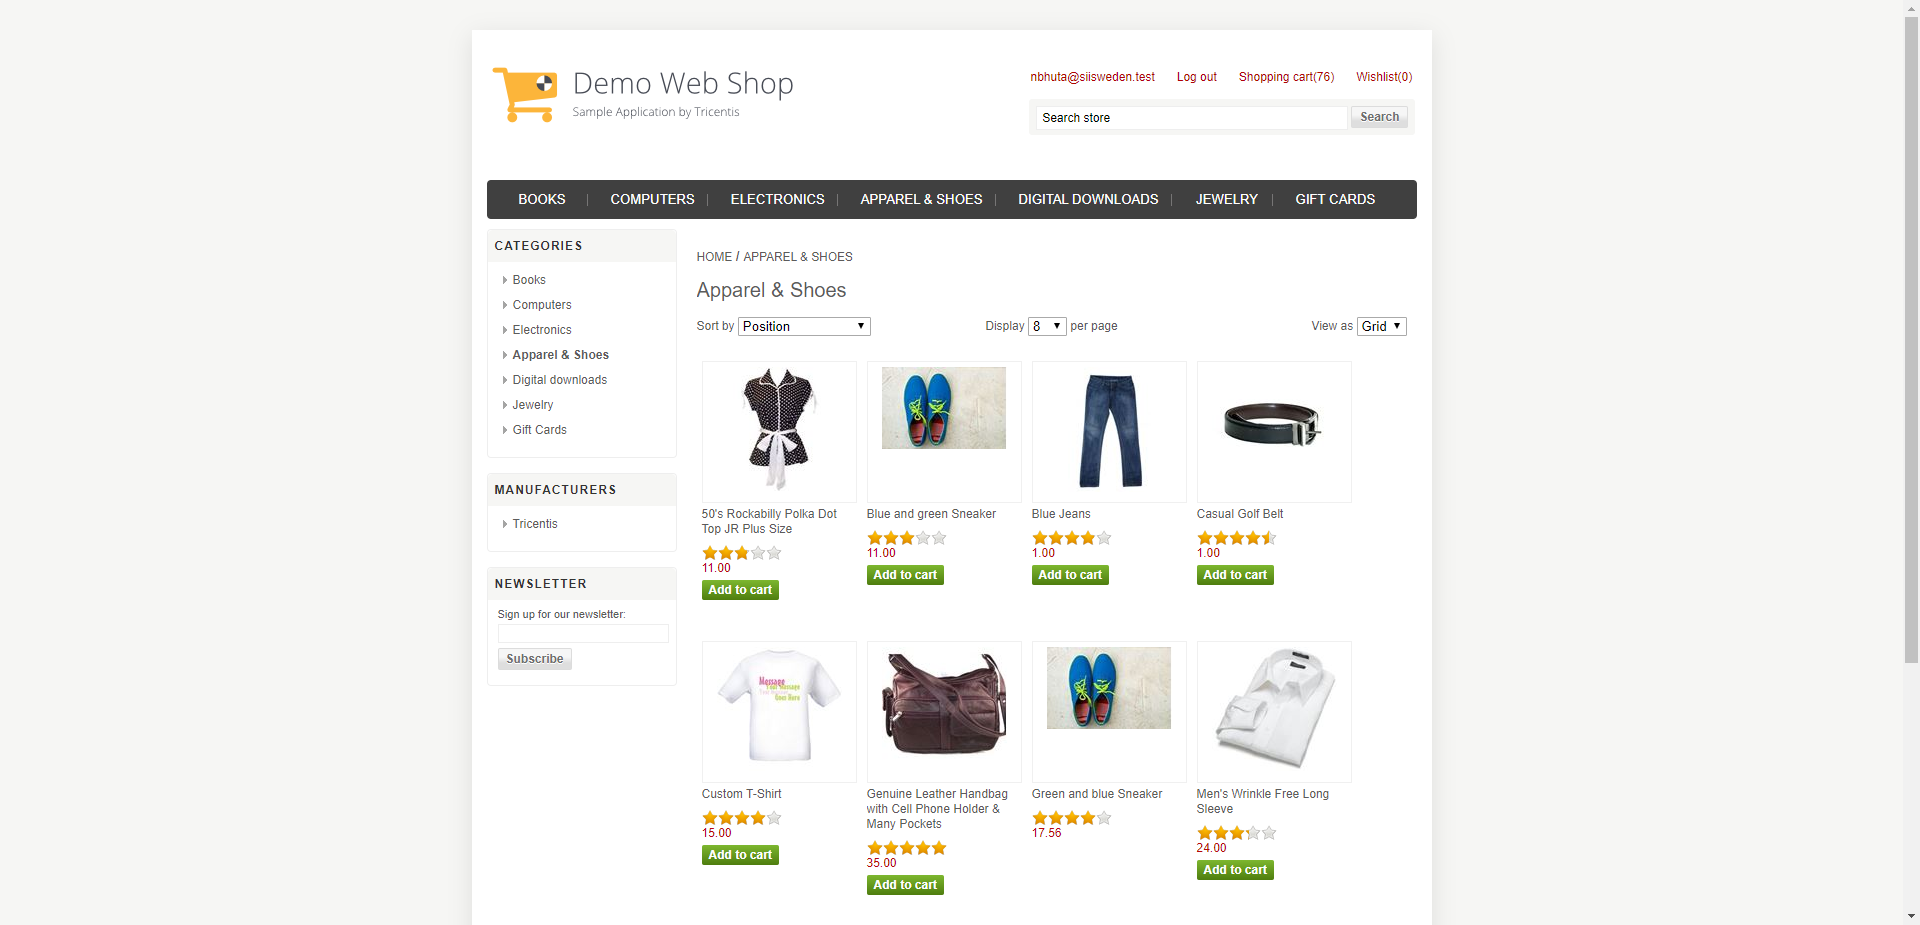 Demo Web Shop
Sample Application by Tricentis
nbhuta@siisweden.test Log out Shopping cart(76) Wishlist(0)
Search store Search
BOOKS COMPUTERS ELECTRONICS APPAREL & SHOES DIGITAL DOWNLOADS JEWELRY GIFT CARDS
CATEGORIES
Books
Computers
Electronics
Apparel & Shoes
Digital downloads
Jewelry
Gift Cards
MANUFACTURERS
Tricentis
NEWSLETTER
Sign up for our newsletter:
Subscribe
HOME / APPAREL & SHOES
Apparel & Shoes
Sort by Position Display 8 per page View as Grid
50's Rockabilly Polka Dot
Top JR Plus Size
11.00
Add to cart
Blue and green Sneaker
11.00
Add to cart
Blue Jeans
1.00
Add to cart
Casual Golf Belt
1.00
Add to cart
Message
Your Message
Goes Here
Custom T-Shirt
15.00
Add to cart
Genuine Leather Handbag
with Cell Phone Holder &
Many Pockets
35.00
Add to cart
Green and blue Sneaker
17.56
Men's Wrinkle Free Long
Sleeve
24.00
Add to cart